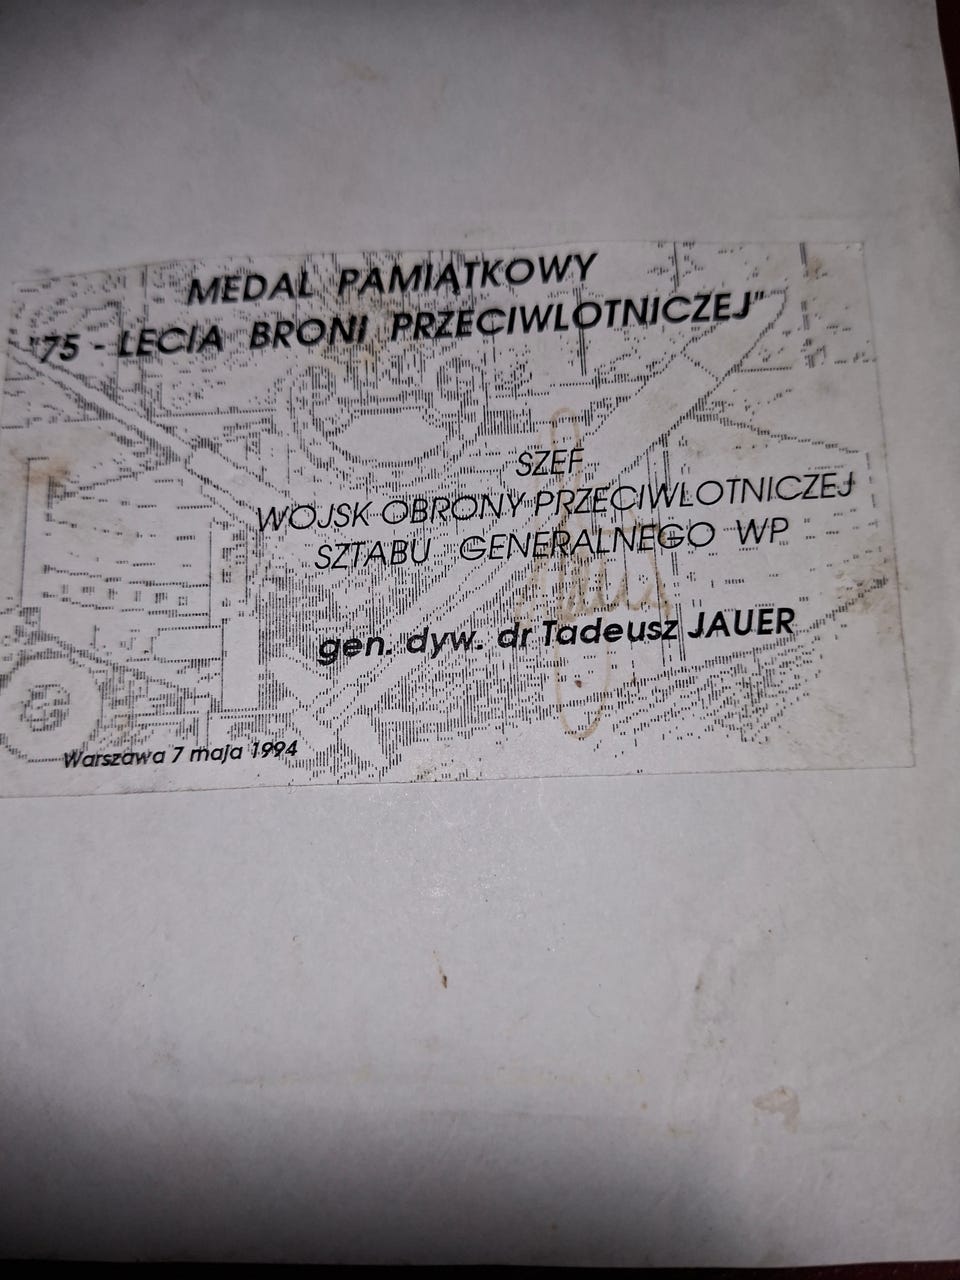 MEDAL PAMIĄTKOWY
"75 - LECIA BRONI PRZECIWLOTNICZEJ"
SZEF
WOJSK OBRONY PRZECIWLOTNICZEJ
SZTABU GENERALNEGO WP
gen. dyw. dr Tadeusz JAUER
Warszawa 7 maja 1994